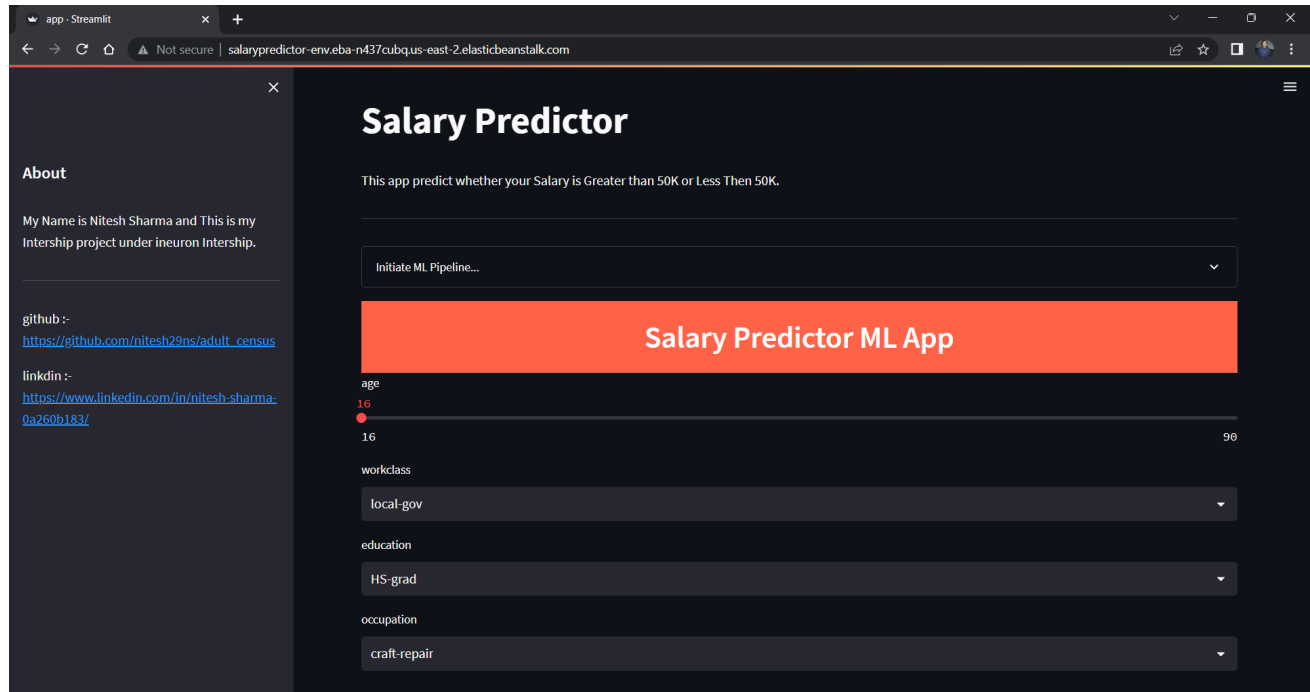 app · Streamlit
Not secure
salarypredictor-env.eba-n437cubq.us-east-2.elasticbeanstalk.com
About
My Name is Nitesh Sharma and This is my
Intership project under ineuron Intership.
github :-
https://github.com/nitesh29ns/adult_census
linkdin :-
https://www.linkedin.com/in/nitesh-sharma-
0a260b183/
Salary Predictor
This app predict whether your Salary is Greater than 50K or Less Then 50K.
Initiate ML Pipeline...
Salary Predictor ML App
age
16
16
90
workclass
local-gov
education
HS-grad
occupation
craft-repair